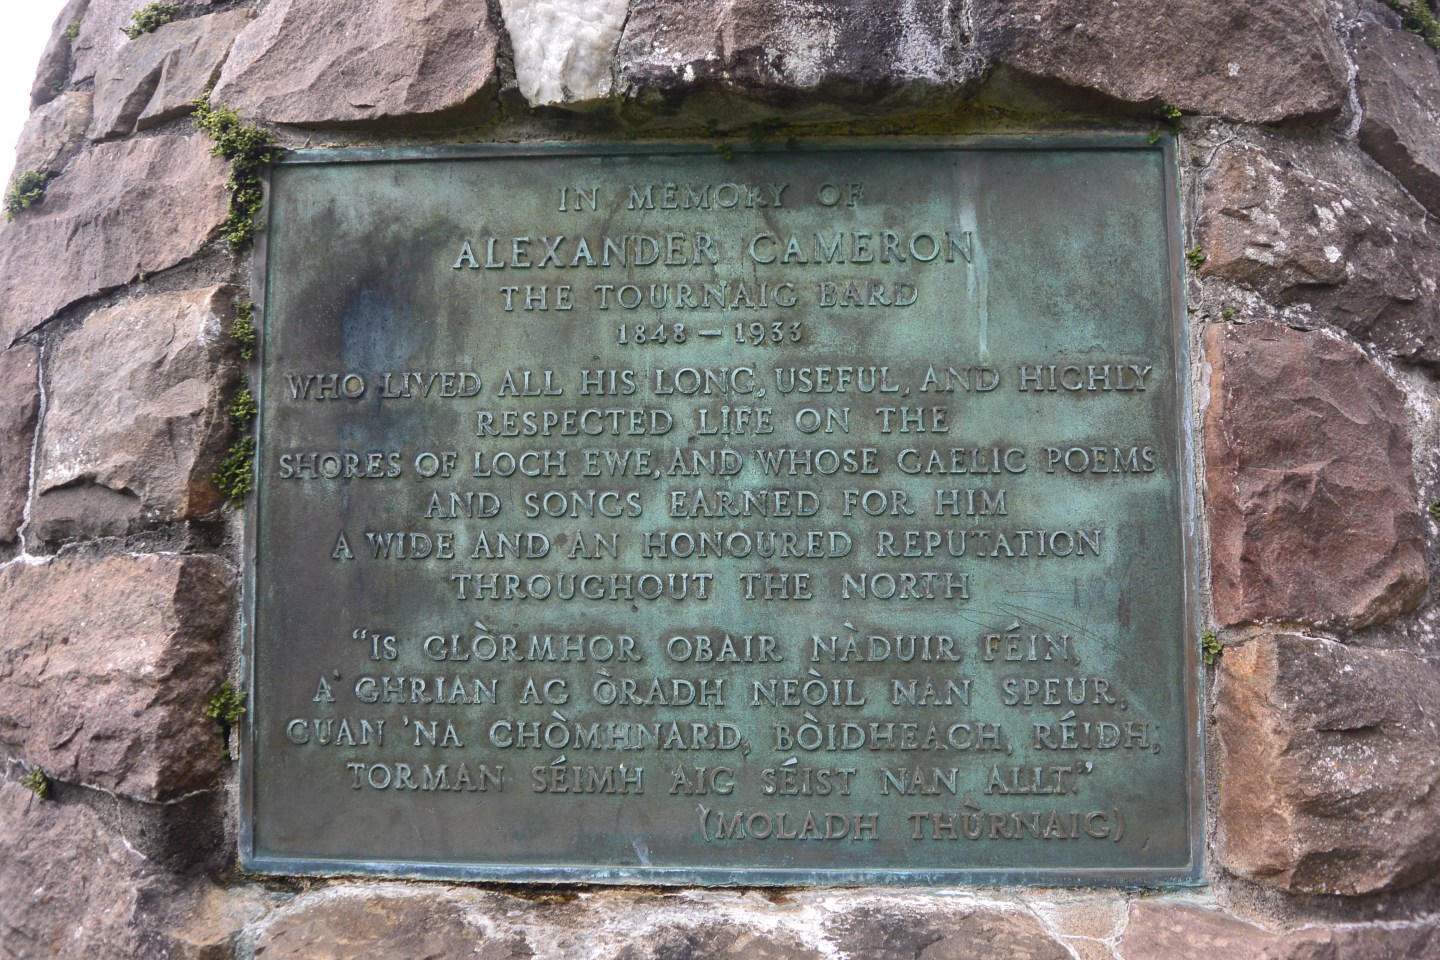 IN MEMORY OF
ALEXANDER CAMERON
THE TOURNAIG BARD
1848 – 1933
WHO LIVED ALL HIS LONG, USEFUL, AND HIGHLY
RESPECTED LIFE ON THE
SHORES OF LOCH EWE, AND WHOSE GAELIC POEMS
AND SONGS EARNED FOR HIM
A WIDE AND AN HONOURED REPUTATION
THROUGHOUT THE NORTH
"IS GLÒRMHOR OBAIR NÀDUIR FÉIN,
A' GHRIAN AG ÒRADH NEÒIL NAN SPEUR,
CUAN 'NA CHÒMHNARD, BÒIDHEACH, RÉIDH,
TORMAN SÉIMH AIG SÉIST NAN ALLT."
(MOLADH THÙRNAIG)